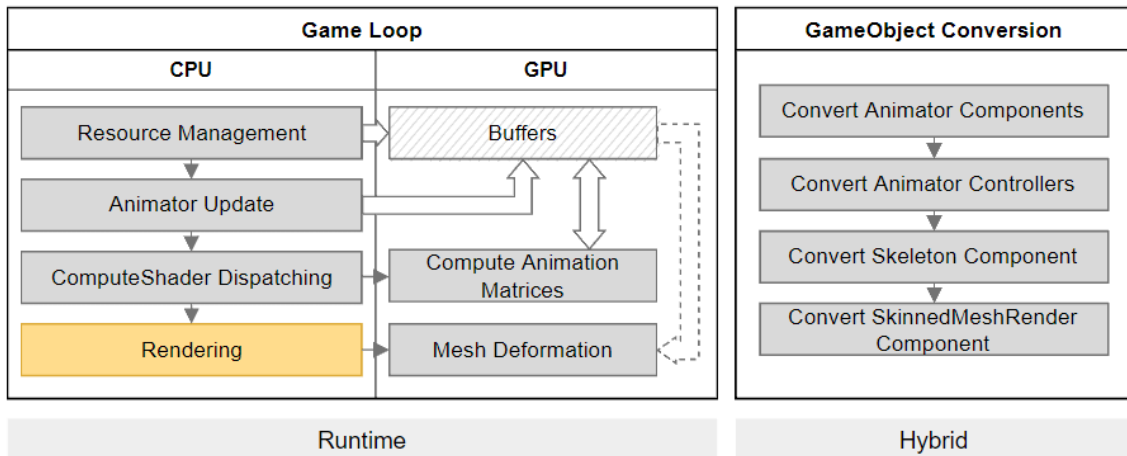 Game Loop
CPU
GPU
Resource Management
Buffers
Animator Update
ComputeShader Dispatching
Compute Animation
Matrices
Rendering
Mesh Deformation
Runtime
GameObject Conversion
Convert Animator Components
Convert Animator Controllers
Convert Skeleton Component
Convert SkinnedMeshRender
Component
Hybrid